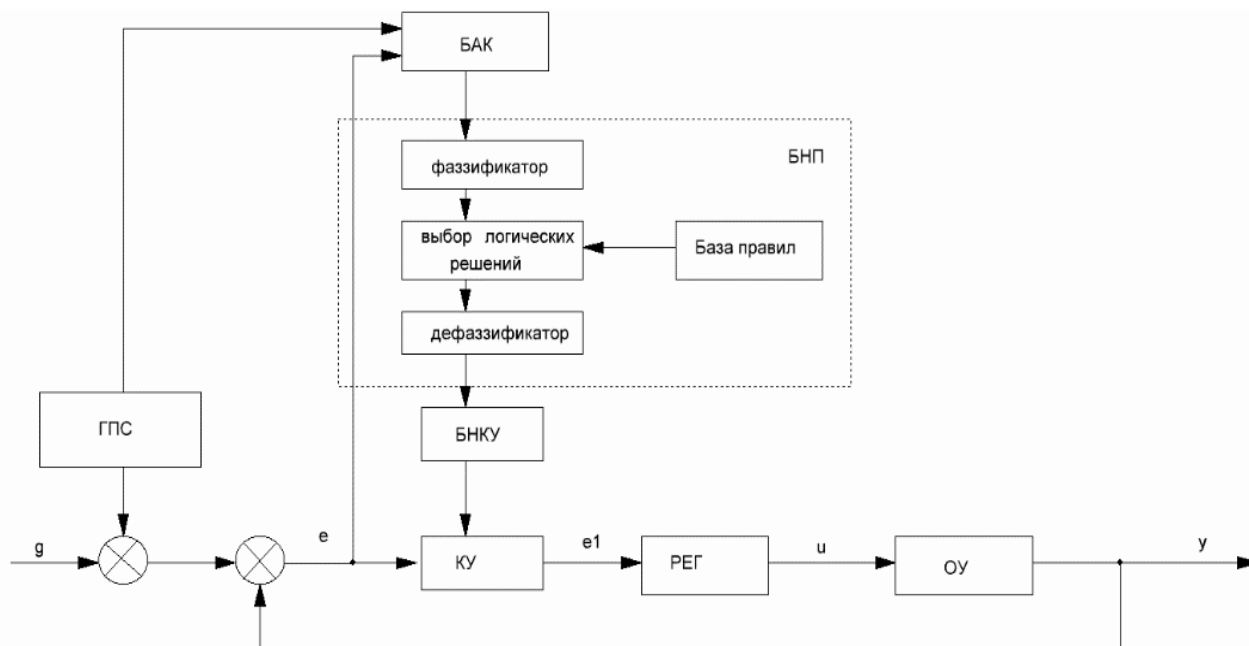 БАК
БНП
фаззификатор
выбор логических
решений
База правил
дефаззификатор
ГПС
БНКУ
g
e
КУ
e1
РЕГ
u
ОУ
y